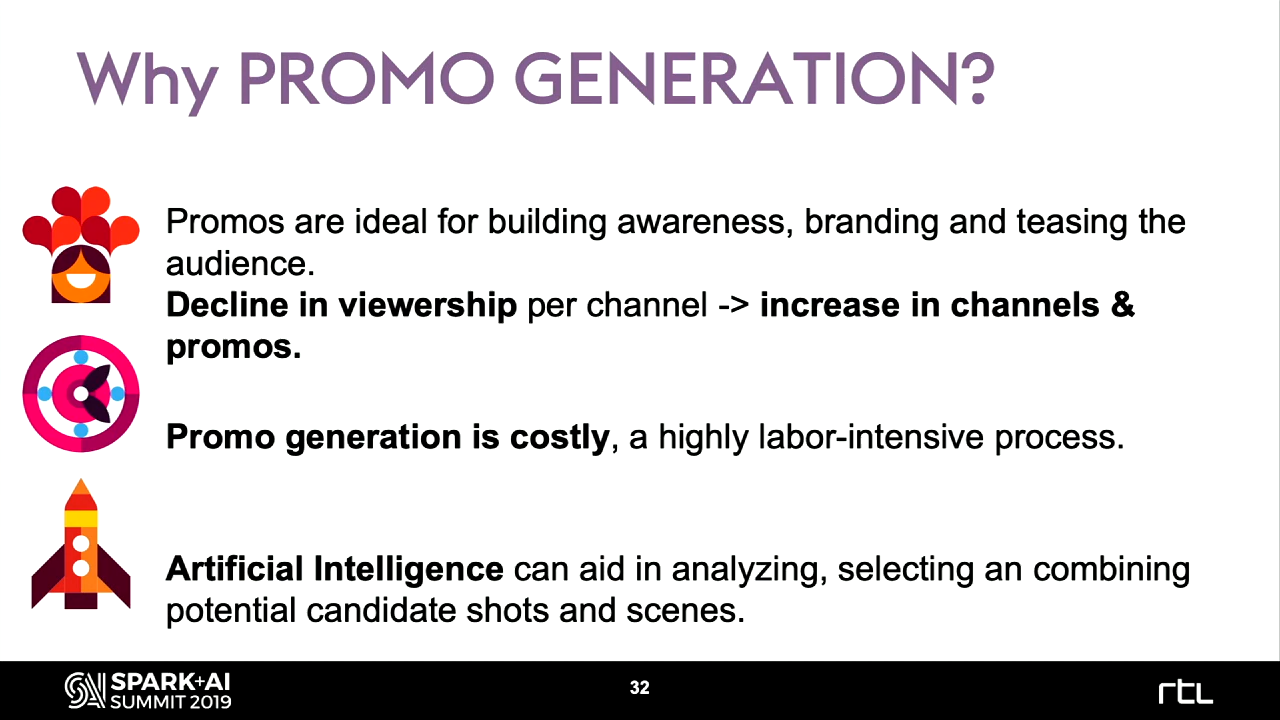 Why PROMO GENERATION?
Promos are ideal for building awareness, branding and teasing the
audience.
Decline in viewership per channel -> increase in channels &
promos.
Promo generation is costly, a highly labor-intensive process.
Artificial Intelligence can aid in analyzing, selecting an combining
potential candidate shots and scenes.
SPARK+AI
SUMMIT 2019
32
rtl